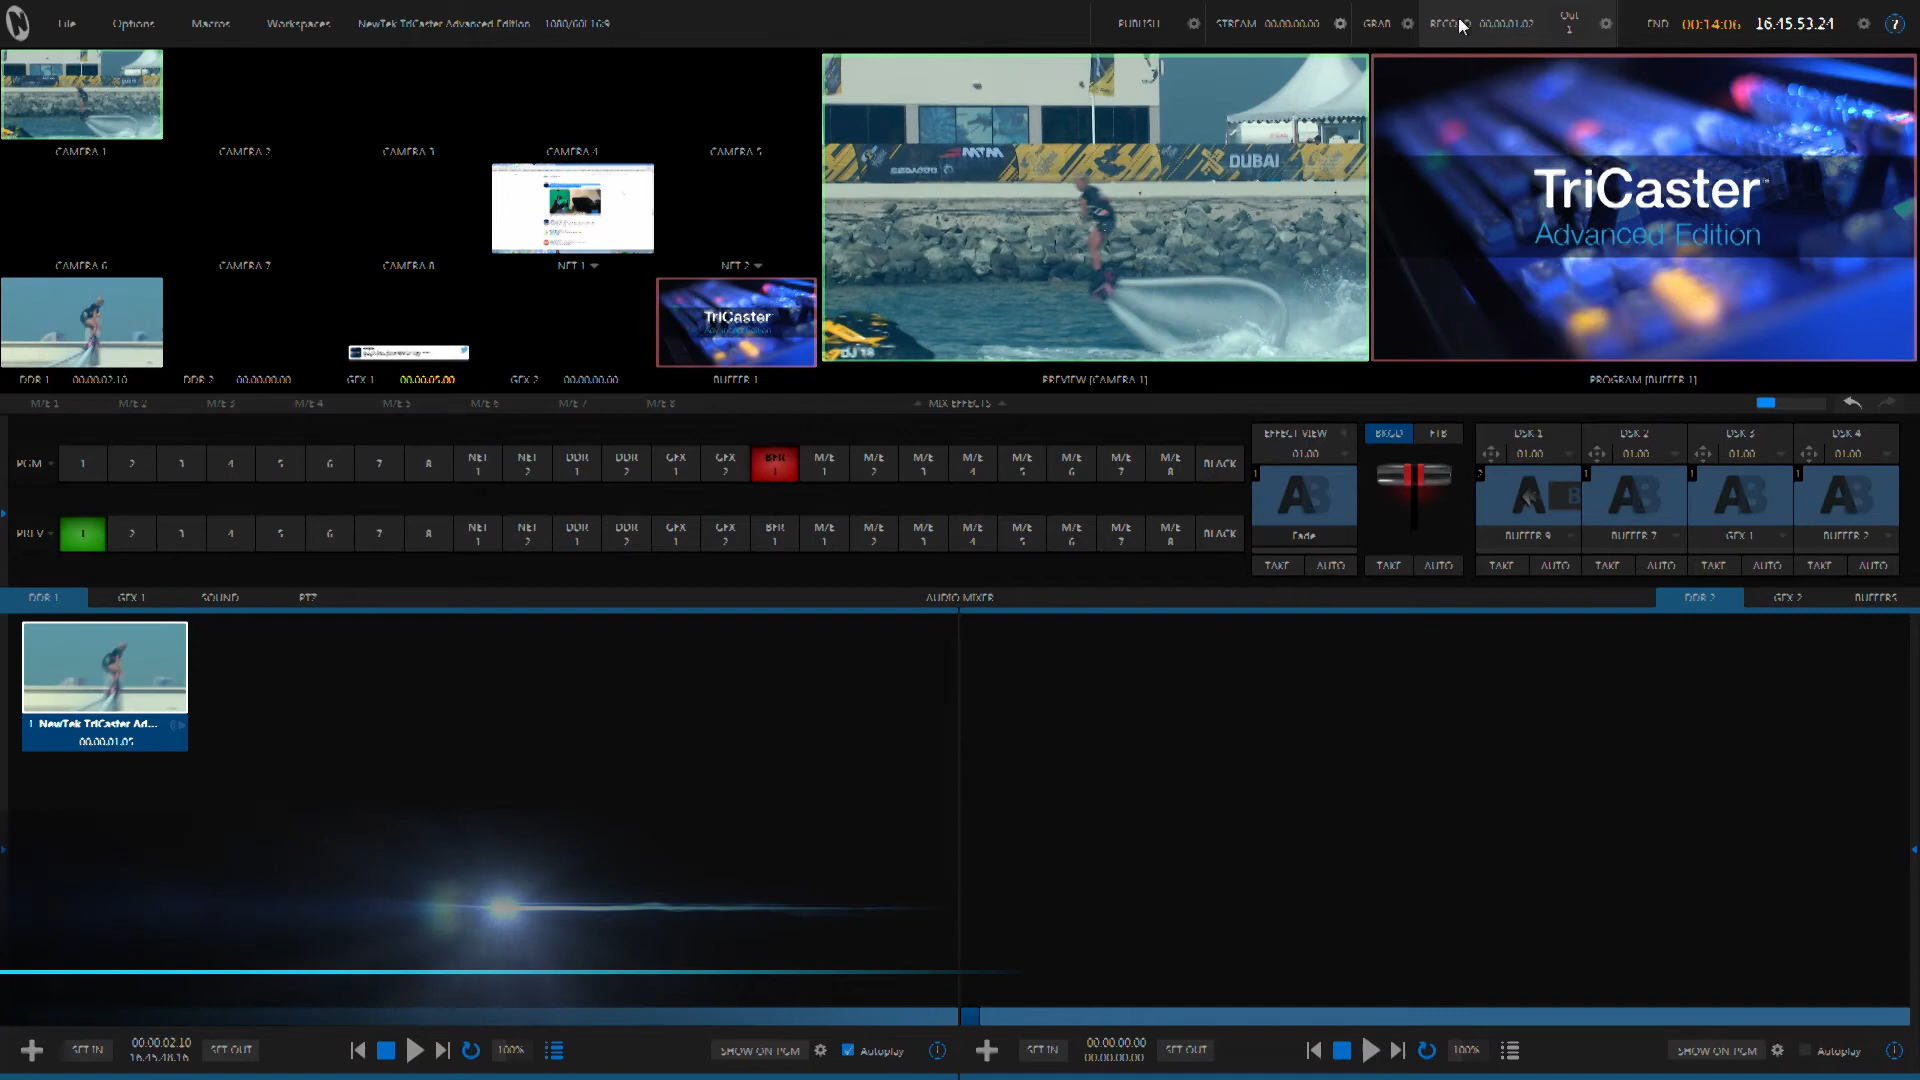 File Options Macros Workspaces NewTek TriCaster Advanced Edition 1080/60i 16:9 PUBLISH STREAM 00:00:00:00 GRAB RECORD 00:00:01:02 Out 1 END 00:14:06 16:45:53:24 ?
CAMERA 1 CAMERA 2 CAMERA 3 CAMERA 4 CAMERA 5
CAMERA 6 CAMERA 7 CAMERA 8 NET 1 NET 2
DUBAI
TriCaster™
Advanced Edition
TriCaster
Advanced Edition
DDR 1 00:00:02:10 DDR 2 00:00:00:00 GFX 1 00:00:05:00 GFX 2 00:00:00:00 BUFFER 1 PREVIEW [CAMERA 1] PROGRAM [BUFFER 1]
M/E 1 M/E 2 M/E 3 M/E 4 M/E 5 M/E 6 M/E 7 M/E 8 MIX EFFECTS
PGM 1 2 3 4 5 6 7 8 NET 1 NET 2 DDR 1 DDR 2 GFX 1 GFX 2 BFR 1 M/E 1 M/E 2 M/E 3 M/E 4 M/E 5 M/E 6 M/E 7 M/E 8 BLACK
PREV 1 2 3 4 5 6 7 8 NET 1 NET 2 DDR 1 DDR 2 GFX 1 GFX 2 BFR 1 M/E 1 M/E 2 M/E 3 M/E 4 M/E 5 M/E 6 M/E 7 M/E 8 BLACK
EFFECT VIEW BKGD FTB DSK 1 DSK 2 DSK 3 DSK 4
01:00 01:00 01:00 01:00 01:00
1 2 1 1 1
Fade BUFFER 9 BUFFER 7 GFX 1 BUFFER 2
TAKE AUTO TAKE AUTO TAKE AUTO TAKE AUTO TAKE AUTO TAKE AUTO
DDR 1 GFX 1 SOUND PTZ AUDIO MIXER DDR 2 GFX 2 BUFFERS
1 NewTek TriCaster Ad...
00:00:01:05
SET IN 00:00:02:10 SET OUT 100% SHOW ON PGM Autoplay SET IN 00:00:00:00 SET OUT 100% SHOW ON PGM Autoplay
16:45:48:16 00:00:00:00